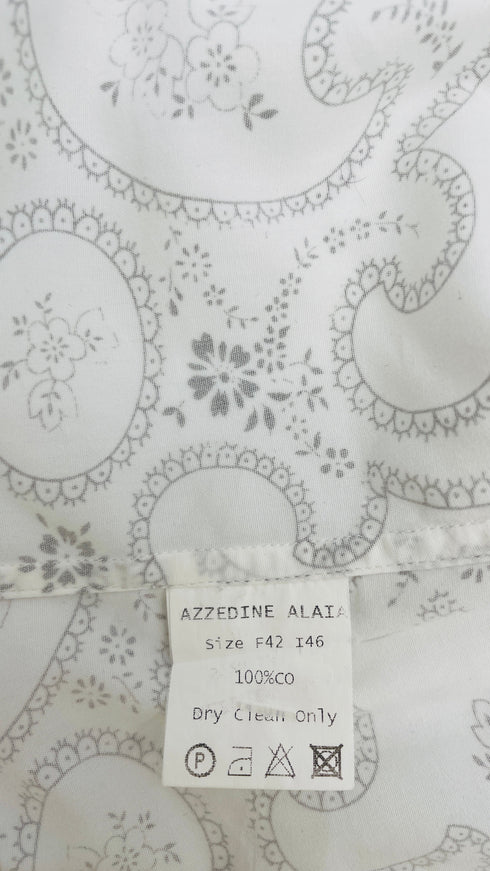 AZZEDINE ALAIA
Size F42 I46
100%CO
Dry Clean Only
P